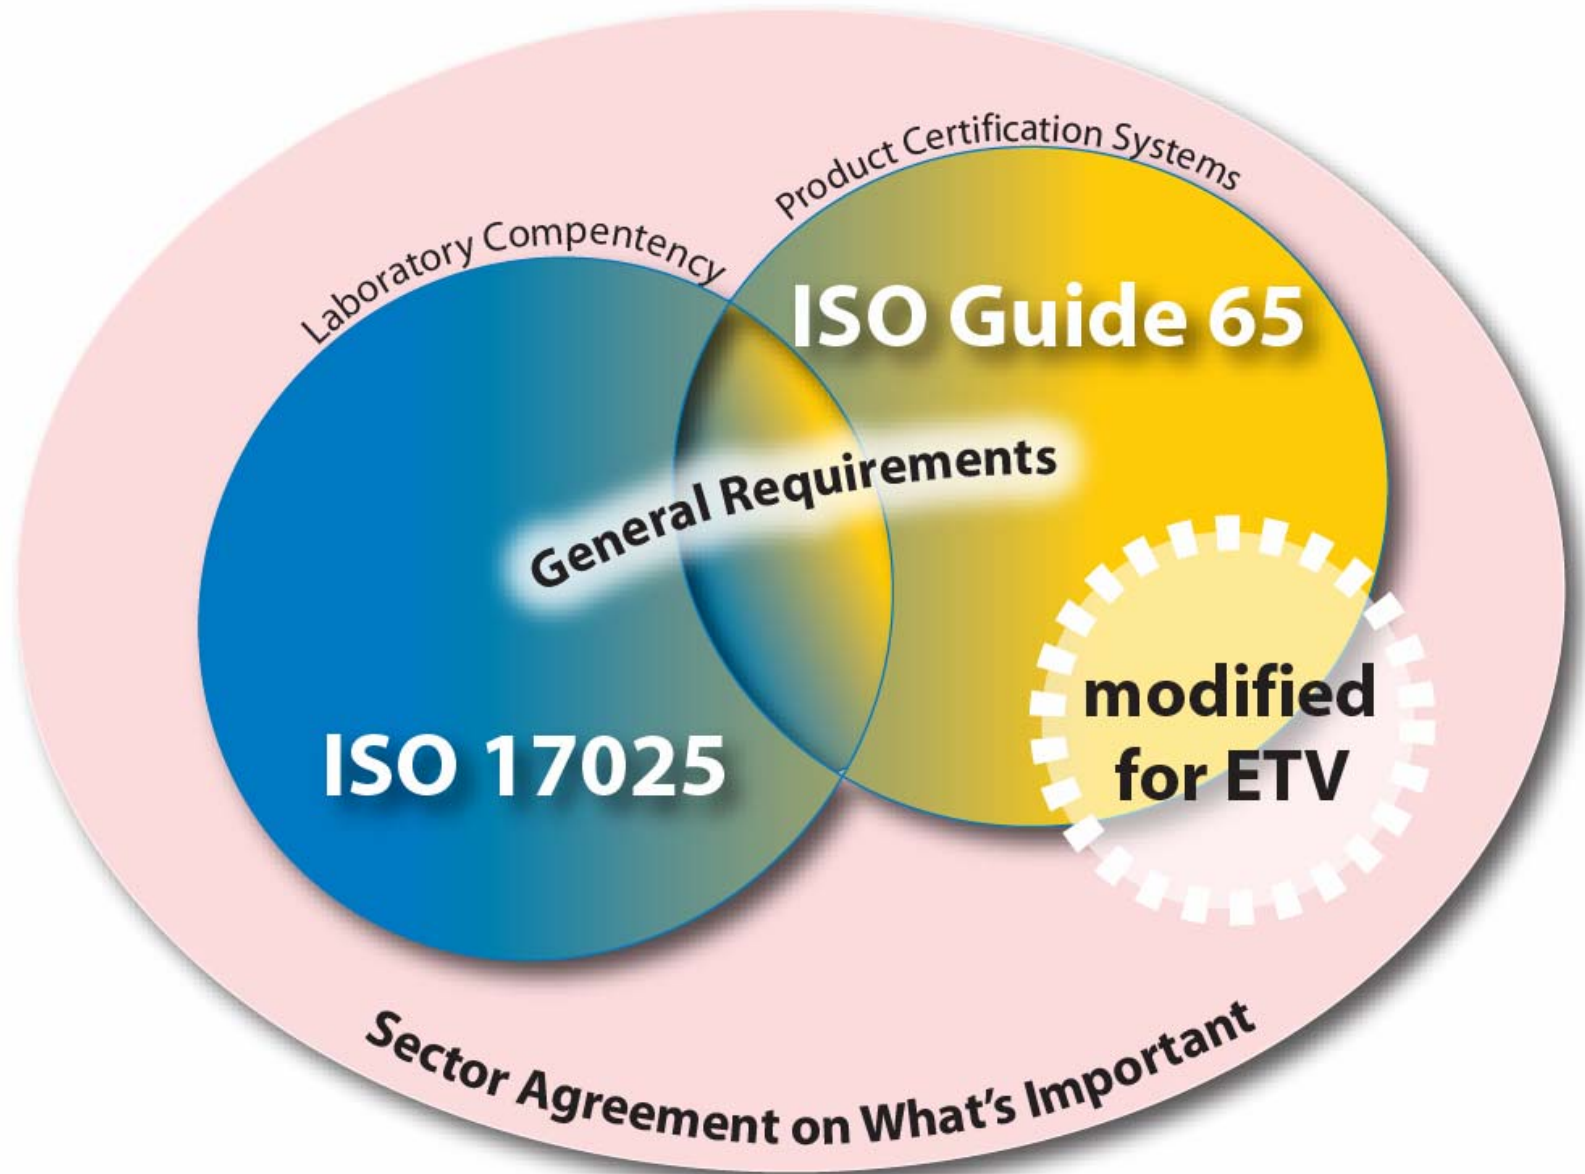 Product Certification Systems
Laboratory Compentency
ISO Guide 65
General Requirements
modified
for ETV
ISO 17025
Sector Agreement on What's Important